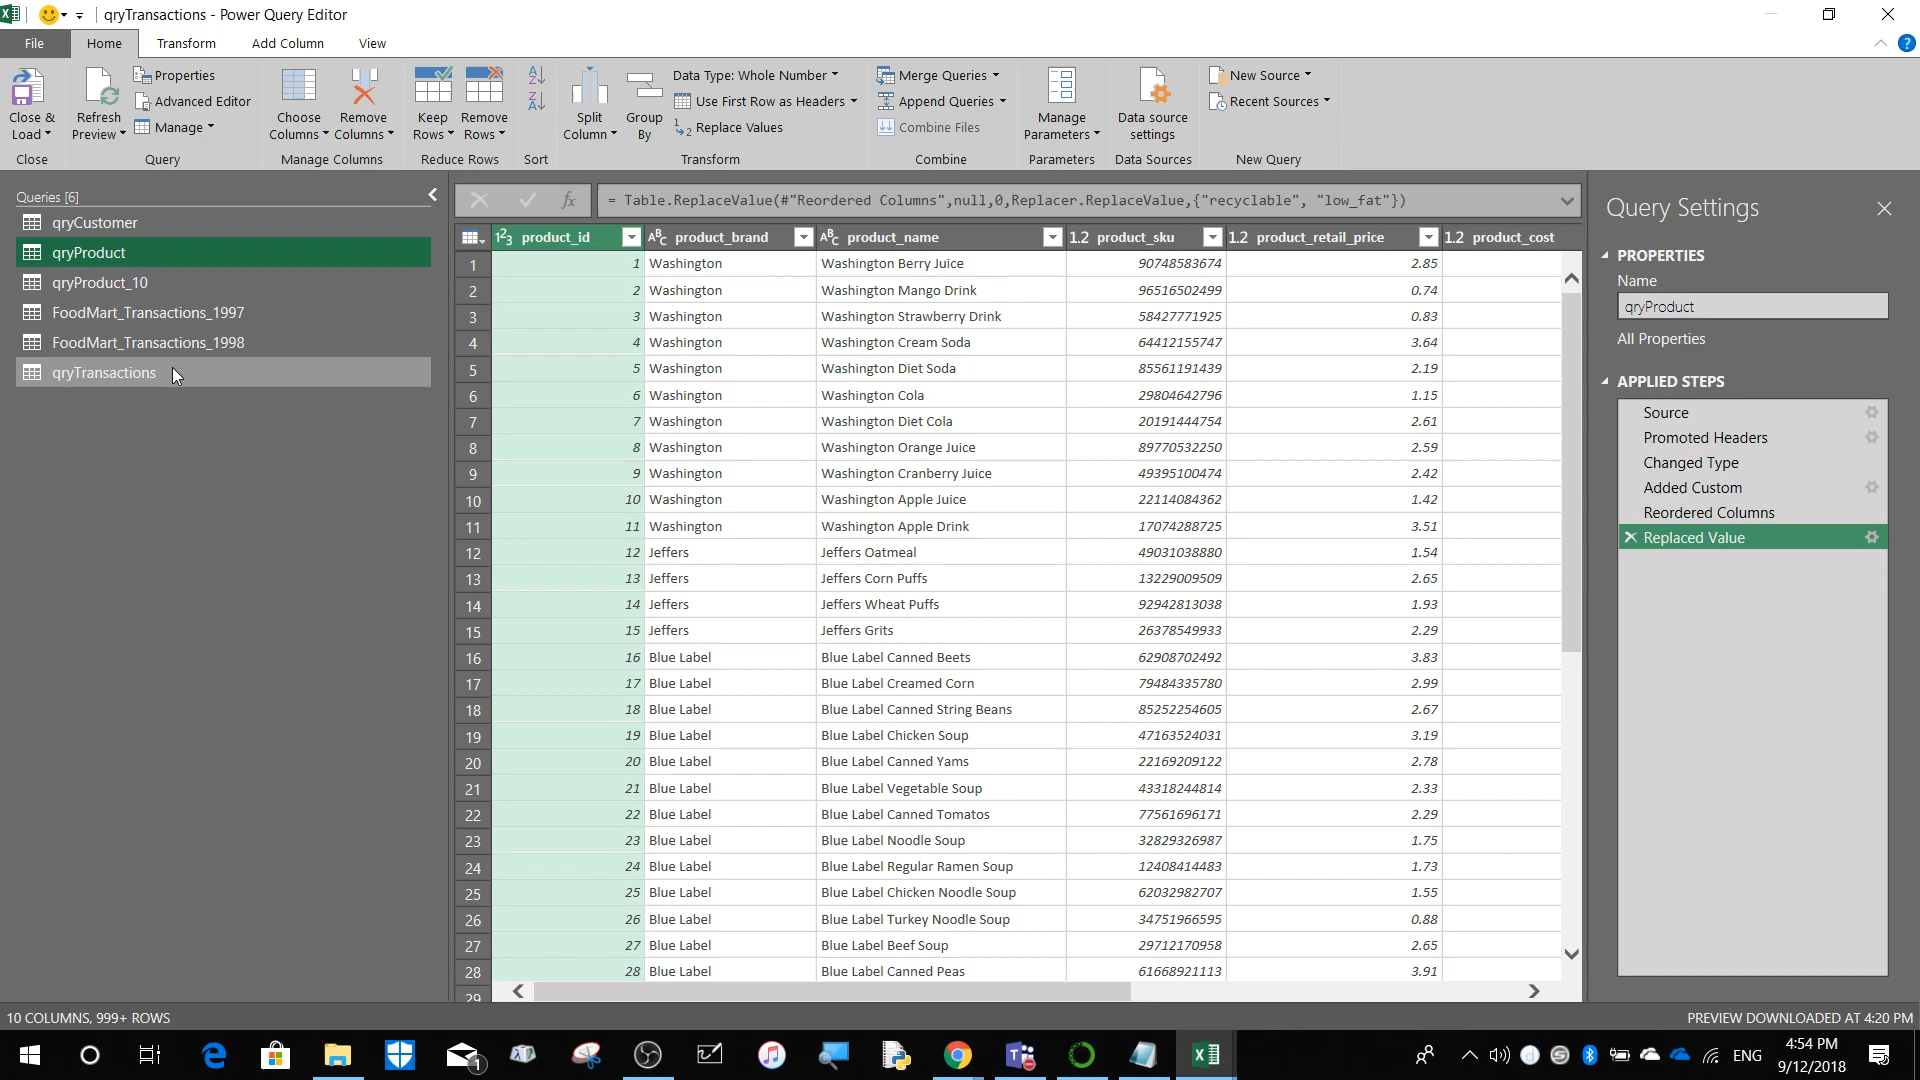 qryTransactions - Power Query Editor
File Home Transform Add Column View
Close & Load
Refresh Preview
Properties
Advanced Editor
Manage
Choose Columns
Remove Columns
Keep Rows
Remove Rows
Split Column
Group By
Data Type: Whole Number
Use First Row as Headers
1 2 Replace Values
Merge Queries
Append Queries
Combine Files
Manage Parameters
Data source settings
New Source
Recent Sources
Close Query Manage Columns Reduce Rows Sort Transform Combine Parameters Data Sources New Query
Queries [6]
qryCustomer
qryProduct
qryProduct_10
FoodMart_Transactions_1997
FoodMart_Transactions_1998
qryTransactions
fx = Table.ReplaceValue(#"Reordered Columns",null,0,Replacer.ReplaceValue,{"recyclable", "low_fat"})
123 product_id ABC product_brand ABC product_name 1.2 product_sku 1.2 product_retail_price 1.2 product_cost
1 1 Washington Washington Berry Juice 90748583674 2.85
2 2 Washington Washington Mango Drink 96516502499 0.74
3 3 Washington Washington Strawberry Drink 58427771925 0.83
4 4 Washington Washington Cream Soda 64412155747 3.64
5 5 Washington Washington Diet Soda 85561191439 2.19
6 6 Washington Washington Cola 29804642796 1.15
7 7 Washington Washington Diet Cola 20191444754 2.61
8 8 Washington Washington Orange Juice 89770532250 2.59
9 9 Washington Washington Cranberry Juice 49395100474 2.42
10 10 Washington Washington Apple Juice 22114084362 1.42
11 11 Washington Washington Apple Drink 17074288725 3.51
12 12 Jeffers Jeffers Oatmeal 49031038880 1.54
13 13 Jeffers Jeffers Corn Puffs 13229009509 2.65
14 14 Jeffers Jeffers Wheat Puffs 92942813038 1.93
15 15 Jeffers Jeffers Grits 26378549933 2.29
16 16 Blue Label Blue Label Canned Beets 62908702492 3.83
17 17 Blue Label Blue Label Creamed Corn 79484335780 2.99
18 18 Blue Label Blue Label Canned String Beans 85252254605 2.67
19 19 Blue Label Blue Label Chicken Soup 47163524031 3.19
20 20 Blue Label Blue Label Canned Yams 22169209122 2.78
21 21 Blue Label Blue Label Vegetable Soup 43318244814 2.33
22 22 Blue Label Blue Label Canned Tomatos 77561696171 2.29
23 23 Blue Label Blue Label Noodle Soup 32829326987 1.75
24 24 Blue Label Blue Label Regular Ramen Soup 12408414483 1.73
25 25 Blue Label Blue Label Chicken Noodle Soup 62032982707 1.55
26 26 Blue Label Blue Label Turkey Noodle Soup 34751966595 0.88
27 27 Blue Label Blue Label Beef Soup 29712170958 2.65
28 28 Blue Label Blue Label Canned Peas 61668921113 3.91
29
Query Settings
PROPERTIES
Name
qryProduct
All Properties
APPLIED STEPS
Source
Promoted Headers
Changed Type
Added Custom
Reordered Columns
Replaced Value
10 COLUMNS, 999+ ROWS PREVIEW DOWNLOADED AT 4:20 PM
1
ENG
4:54 PM
9/12/2018